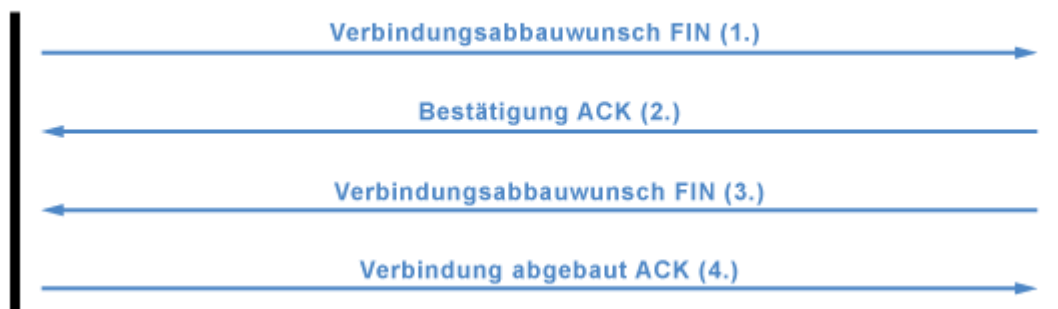 Verbindungsabbauwunsch FIN (1.)
Bestätigung ACK (2.)
Verbindungsabbauwunsch FIN (3.)
Verbindung abgebaut ACK (4.)